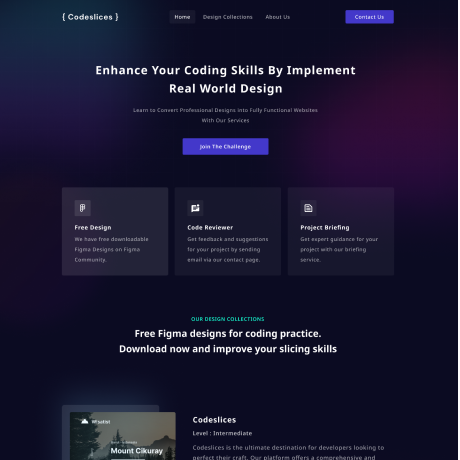 { Codeslices }
Home
Design Collections
About Us
Contact Us
Enhance Your Coding Skills By Implement
Real World Design
Learn to Convert Professional Designs into Fully Functional Websites
With Our Services
Join The Challenge
Free Design
We have free downloadable
Figma Designs on Figma
Community.
Code Reviewer
Get feedback and suggestions
for your project by sending
email via our contact page.
Project Briefing
Get expert guidance for your
project with our briefing
service.
OUR DESIGN COLLECTIONS
Free Figma designs for coding practice.
Download now and improve your slicing skills
Wisatist
Mount Cikuray
Codeslices
Level : Intermediate
Codeslices is the ultimate destination for developers looking to
perfect their craft. Our platform offers a comprehensive and